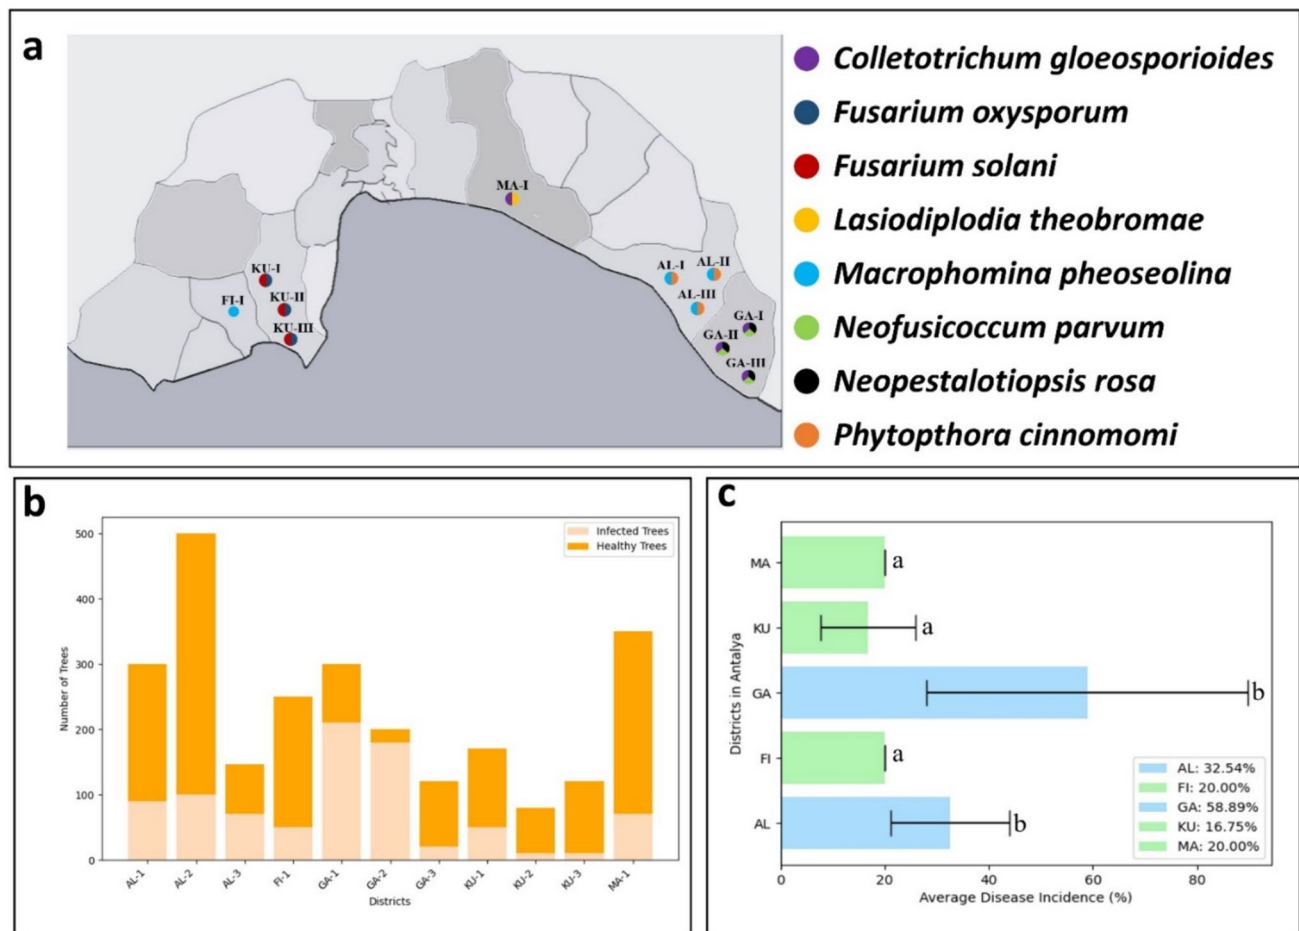 a
Colletotrichum gloeosporioides
Fusarium oxysporum
Fusarium solani
Lasiodiplodia theobromae
Macrophomina pheoseolina
Neofusicoccum parvum
Neopestalotiopsis rosa
Phytopthora cinnomomi
MA-I
KU-I
KU-II
KU-III
FI-I
AL-I
AL-II
AL-III
GA-I
GA-II
GA-III
b
Infected Trees
Healthy Trees
Number of Trees
500
400
300
200
100
0
AL-1
AL-2
AL-3
FI-1
GA-1
GA-2
GA-3
KU-1
KU-2
KU-3
MA-1
Districts
c
Districts in Antalya
MA
a
KU
a
GA
b
FI
a
AL
b
AL: 32.54%
FI: 20.00%
GA: 58.89%
KU: 16.75%
MA: 20.00%
0 20 40 60 80
Average Disease Incidence (%)